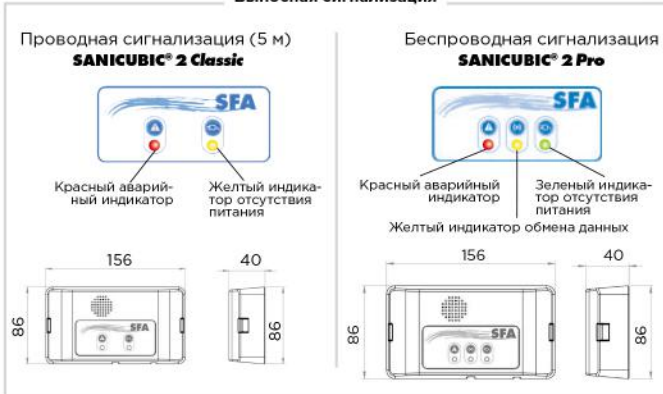 Выносная сигнализация
Проводная сигнализация (5 м)
SANICUBIC® 2 Classic
SFA
Красный аварий-
ный индикатор
Желтый индика-
тор отсутствия
питания
156
40
86
86
SFA
Беспроводная сигнализация
SANICUBIC® 2 Pro
SFA
Красный аварийный
индикатор
Зеленый индика-
тор отсутствия
питания
Желтый индикатор обмена данных
156
40
86
86
SFA